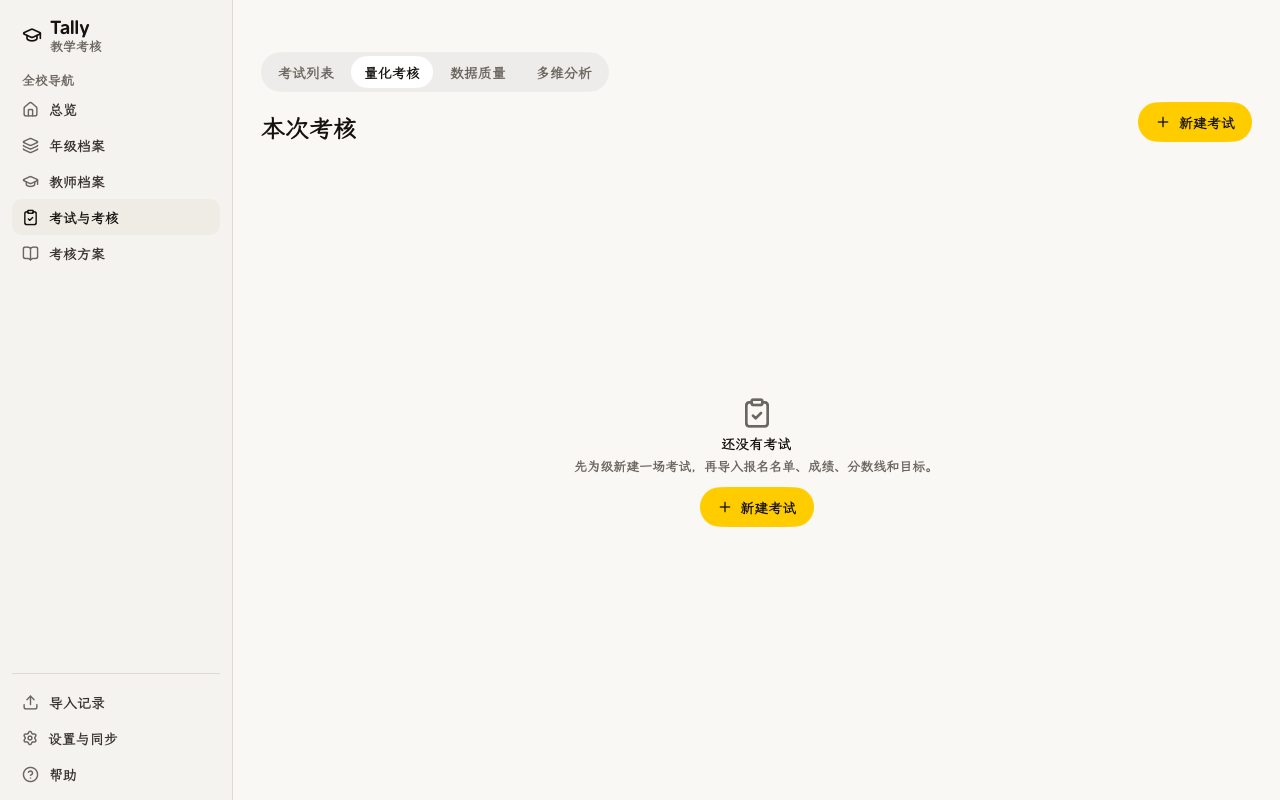 Tally
教学考核
全校导航
总览
年级档案
教师档案
考试与考核
考核方案
导入记录
设置与同步
帮助
考试列表
量化考核
数据质量
多维分析
本次考核
新建考试
还没有考试
先为级新建一场考试，再导入报名名单、成绩、分数线和目标。
新建考试